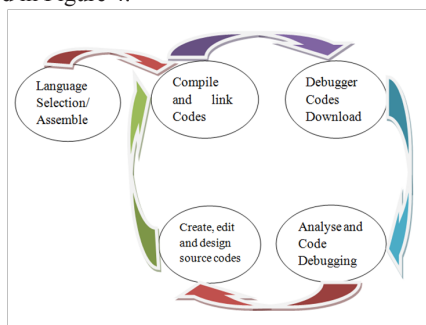 d in Figure 4.
Language
Selection/
Assemble
Compile
and link
Codes
Debugger
Codes
Download
Create, edit
and design
source codes
Analyse and
Code
Debugging